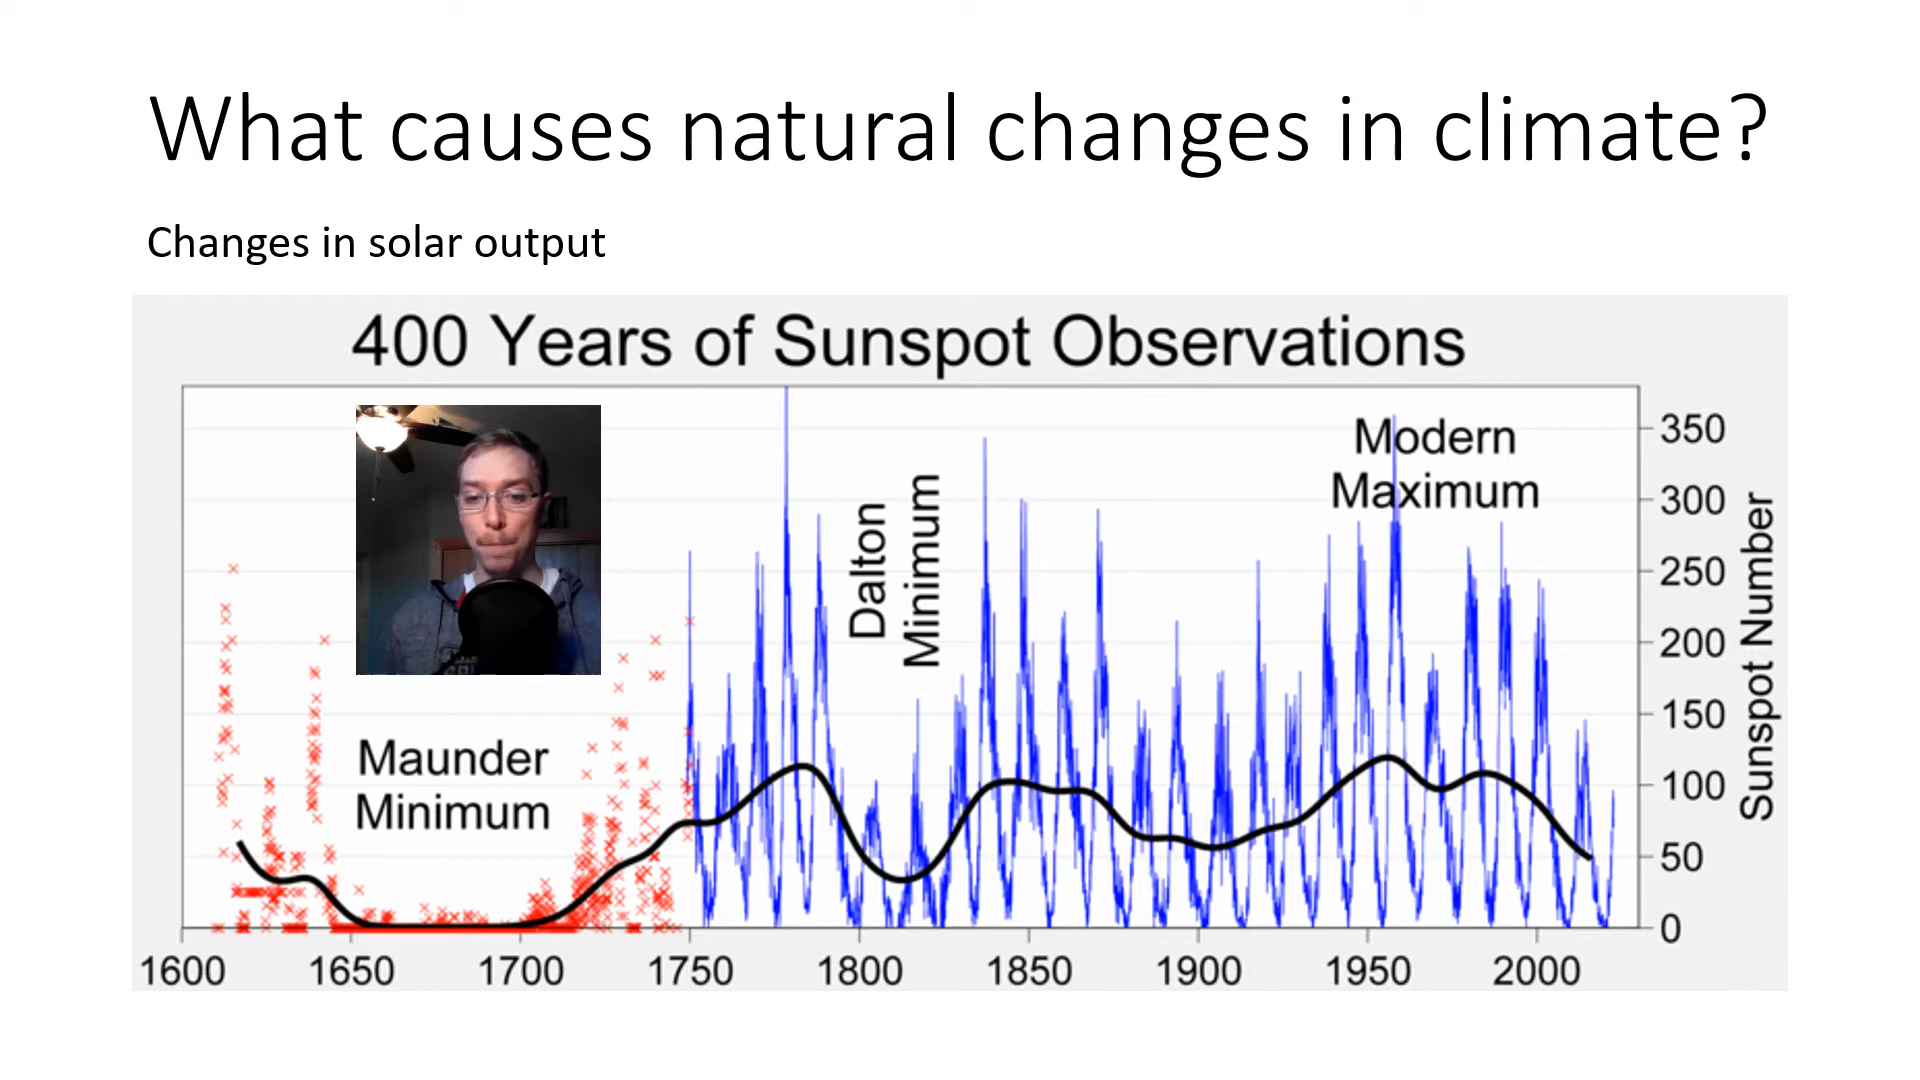 What causes natural changes in climate?
Changes in solar output
400 Years of Sunspot Observations
Maunder
Minimum
Dalton
Minimum
Modern
Maximum
350
300
250
200
150
100
50
0
Sunspot Number
1600 1650 1700 1750 1800 1850 1900 1950 2000